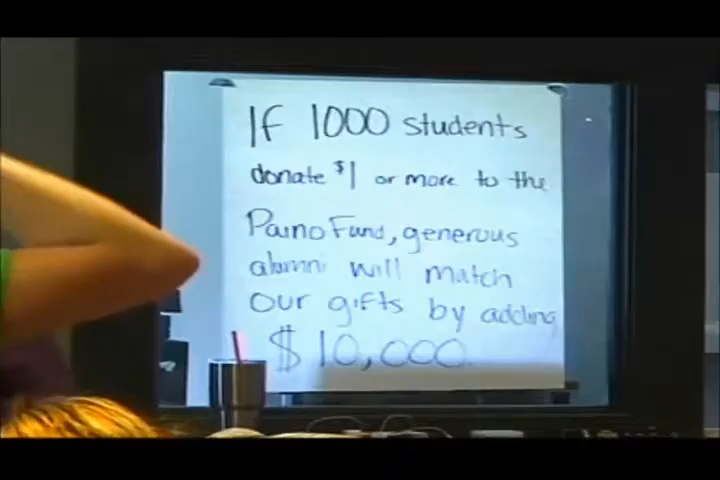 If 1000 students
donate $1 or more to the
Paino Fund, generous
alumni will match
our gifts by adding
$10,000